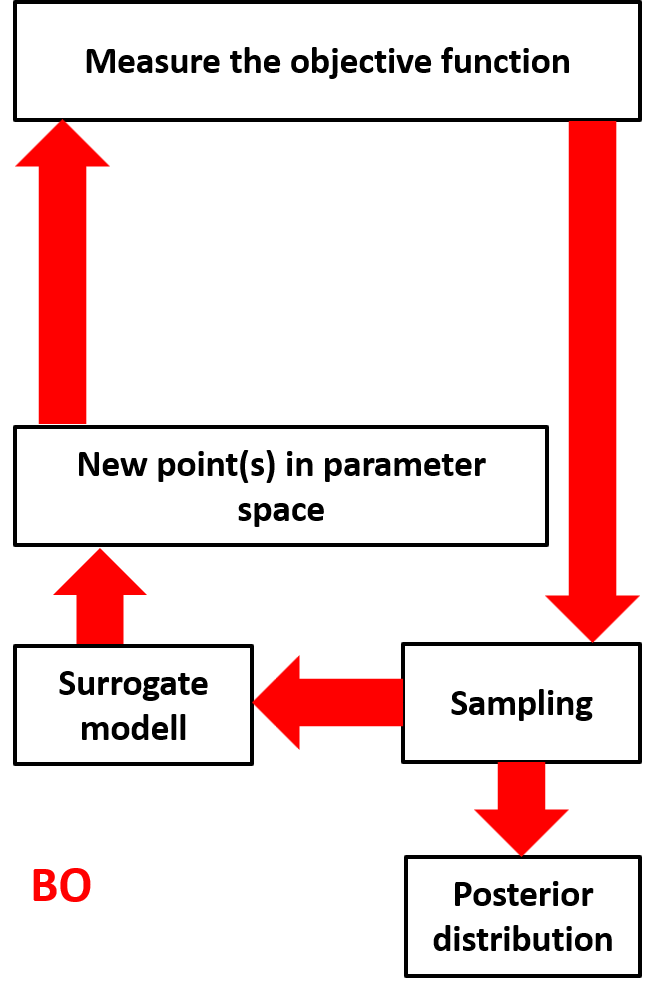 Measure the objective function
New point(s) in parameter
space
Surrogate
modell
Sampling
BO
Posterior
distribution